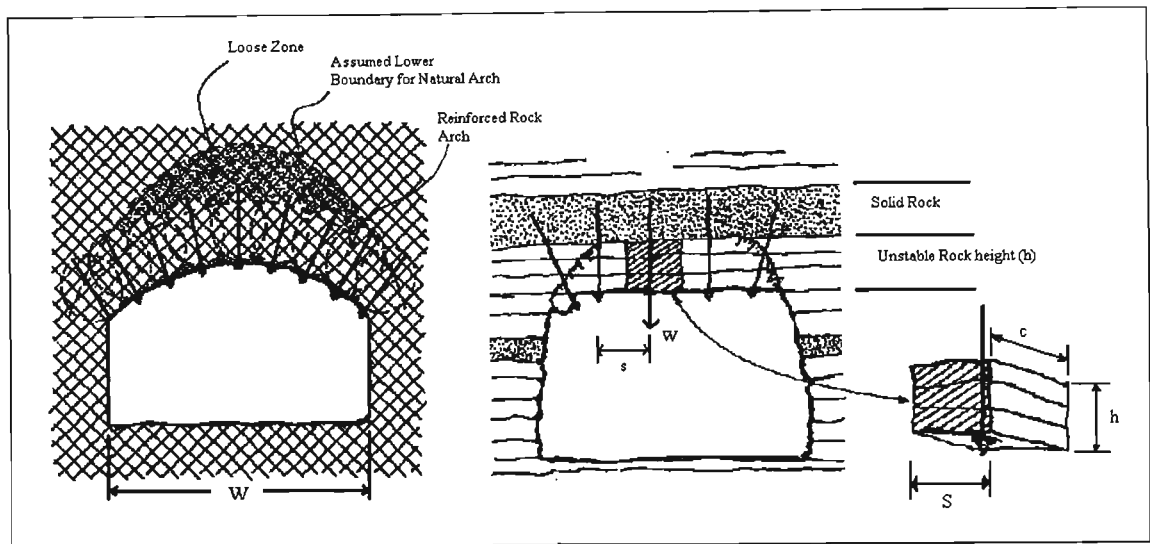 Loose Zone
Assumed Lower
Boundary for Natural Arch
Reinforced Rock
Arch
W
Solid Rock
Unstable Rock height (h)
W
s
c
h
S